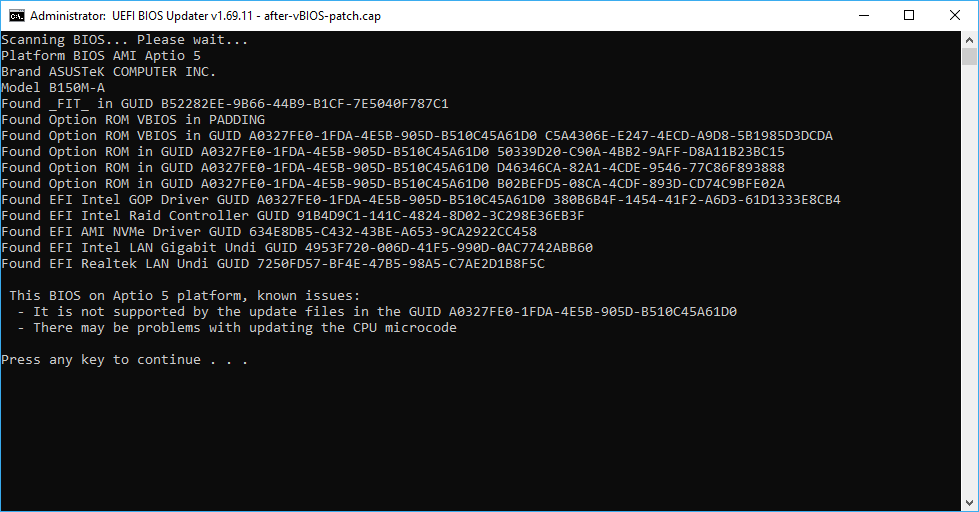 Administrator: UEFI BIOS Updater v1.69.11 - after-vBIOS-patch.cap
Scanning BIOS... Please wait...
Platform BIOS AMI Aptio 5
Brand ASUSTeK COMPUTER INC.
Model B150M-A
Found _FIT_ in GUID B52282EE-9B66-44B9-B1CF-7E5040F787C1
Found Option ROM VBIOS in PADDING
Found Option ROM VBIOS in GUID A0327FE0-1FDA-4E5B-905D-B510C45A61D0 C5A4306E-E247-4ECD-A9D8-5B1985D3DCDA
Found Option ROM in GUID A0327FE0-1FDA-4E5B-905D-B510C45A61D0 50339D20-C90A-4BB2-9AFF-D8A11B23BC15
Found Option ROM in GUID A0327FE0-1FDA-4E5B-905D-B510C45A61D0 D46346CA-82A1-4CDE-9546-77C86F893888
Found Option ROM in GUID A0327FE0-1FDA-4E5B-905D-B510C45A61D0 B02BEFD5-08CA-4CDF-893D-CD74C9BFE02A
Found EFI Intel GOP Driver GUID A0327FE0-1FDA-4E5B-905D-B510C45A61D0 380B6B4F-1454-41F2-A6D3-61D1333E8CB4
Found EFI Intel Raid Controller GUID 91B4D9C1-141C-4824-8D02-3C298E36EB3F
Found EFI AMI NVMe Driver GUID 634E8DB5-C432-43BE-A653-9CA2922CC458
Found EFI Intel LAN Gigabit Undi GUID 4953F720-006D-41F5-990D-0AC7742ABB60
Found EFI Realtek LAN Undi GUID 7250FD57-BF4E-47B5-98A5-C7AE2D1B8F5C
This BIOS on Aptio 5 platform, known issues:
- It is not supported by the update files in the GUID A0327FE0-1FDA-4E5B-905D-B510C45A61D0
- There may be problems with updating the CPU microcode
Press any key to continue . . .